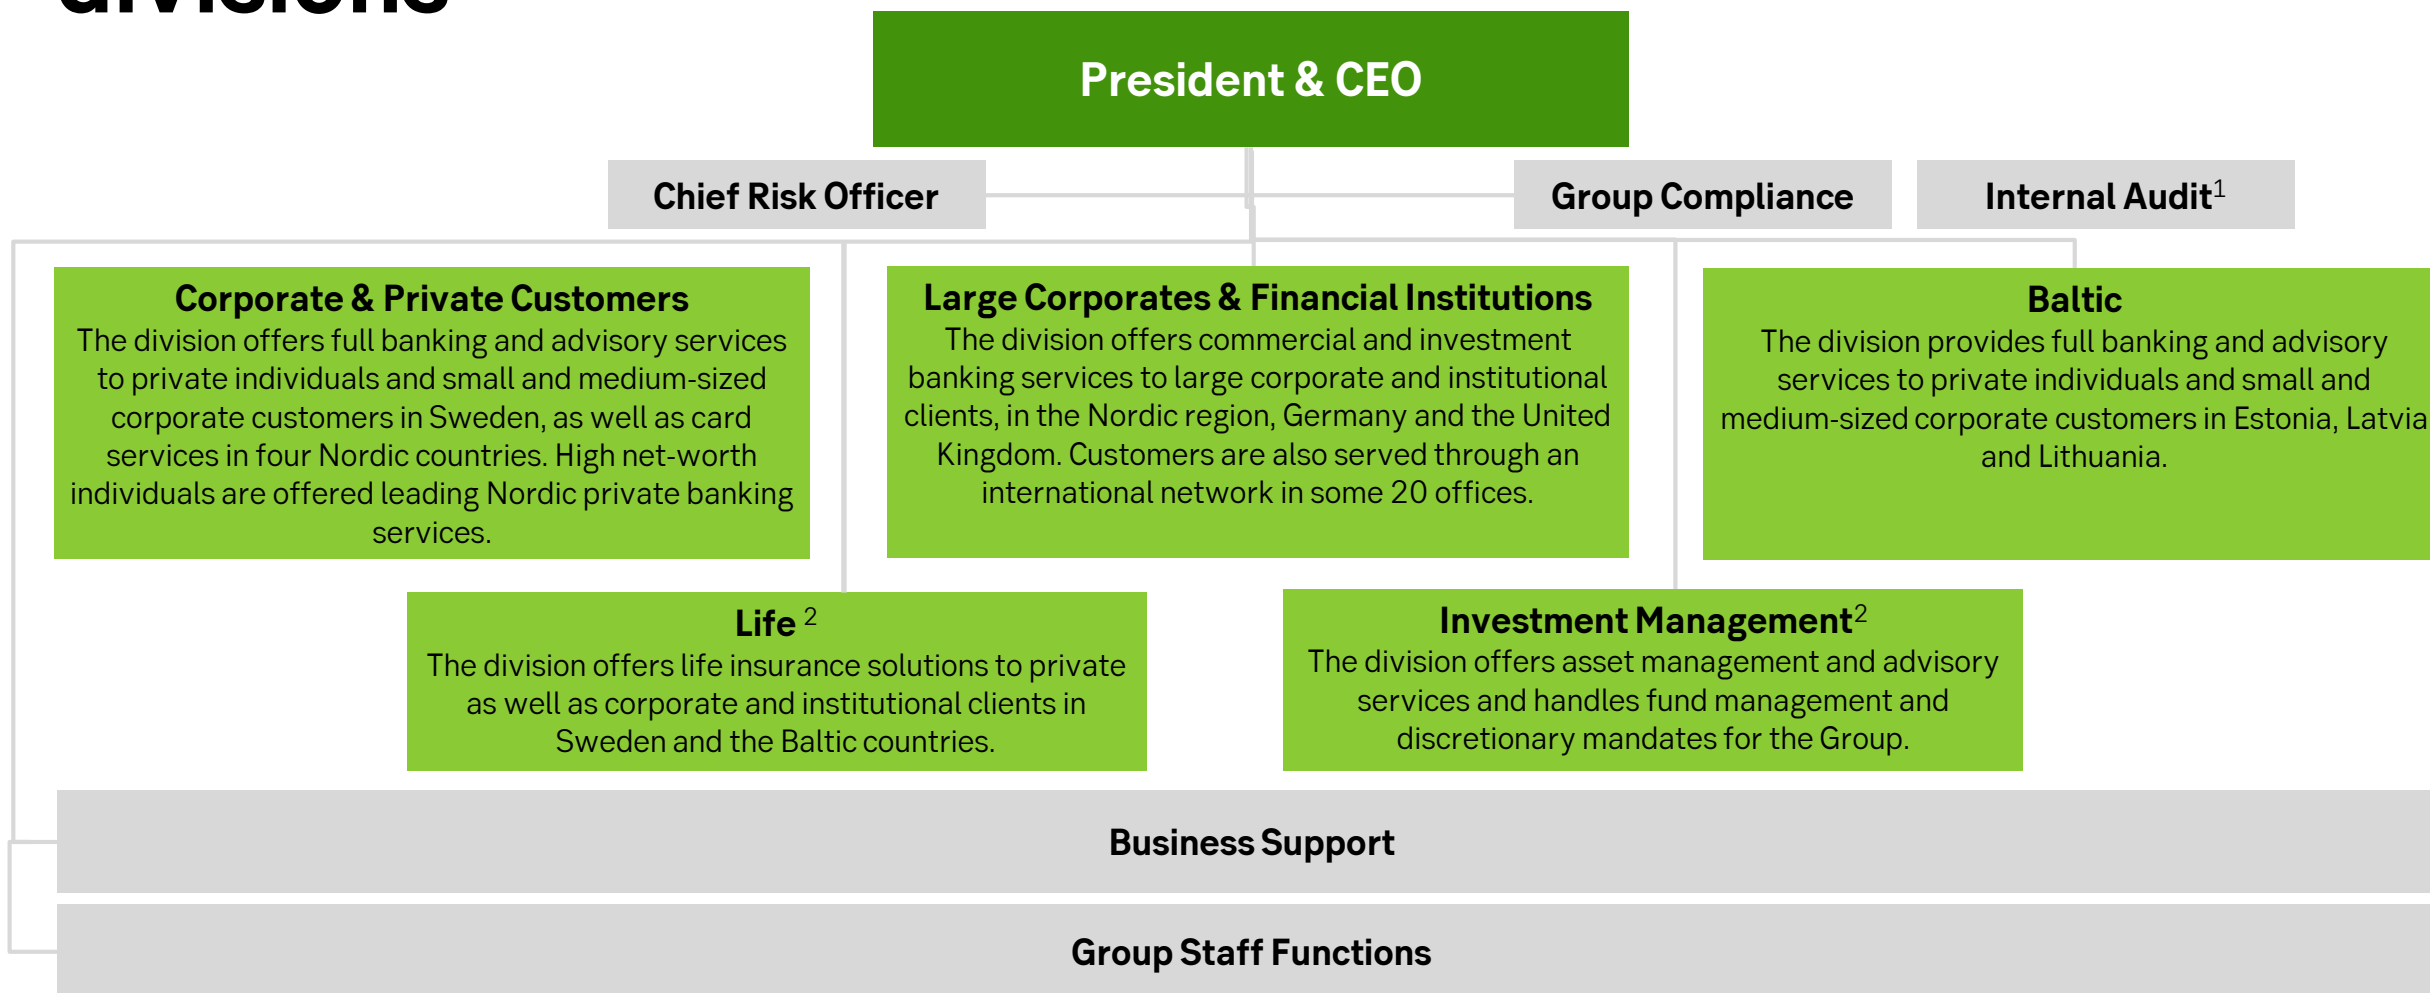 divisions
President & CEO
Chief Risk Officer
Group Compliance
Internal Audit1
Corporate & Private Customers
The division offers full banking and advisory services
to private individuals and small and medium-sized
corporate customers in Sweden, as well as card
services in four Nordic countries. High net-worth
individuals are offered leading Nordic private banking
services.
Large Corporates & Financial Institutions
The division offers commercial and investment
banking services to large corporate and institutional
clients, in the Nordic region, Germany and the United
Kingdom. Customers are also served through an
international network in some 20 offices.
Baltic
The division provides full banking and advisory
services to private individuals and small and
medium-sized corporate customers in Estonia, Latvia
and Lithuania.
Life 2
The division offers life insurance solutions to private
as well as corporate and institutional clients in
Sweden and the Baltic countries.
Investment Management2
The division offers asset management and advisory
services and handles fund management and
discretionary mandates for the Group.
Business Support
Group Staff Functions